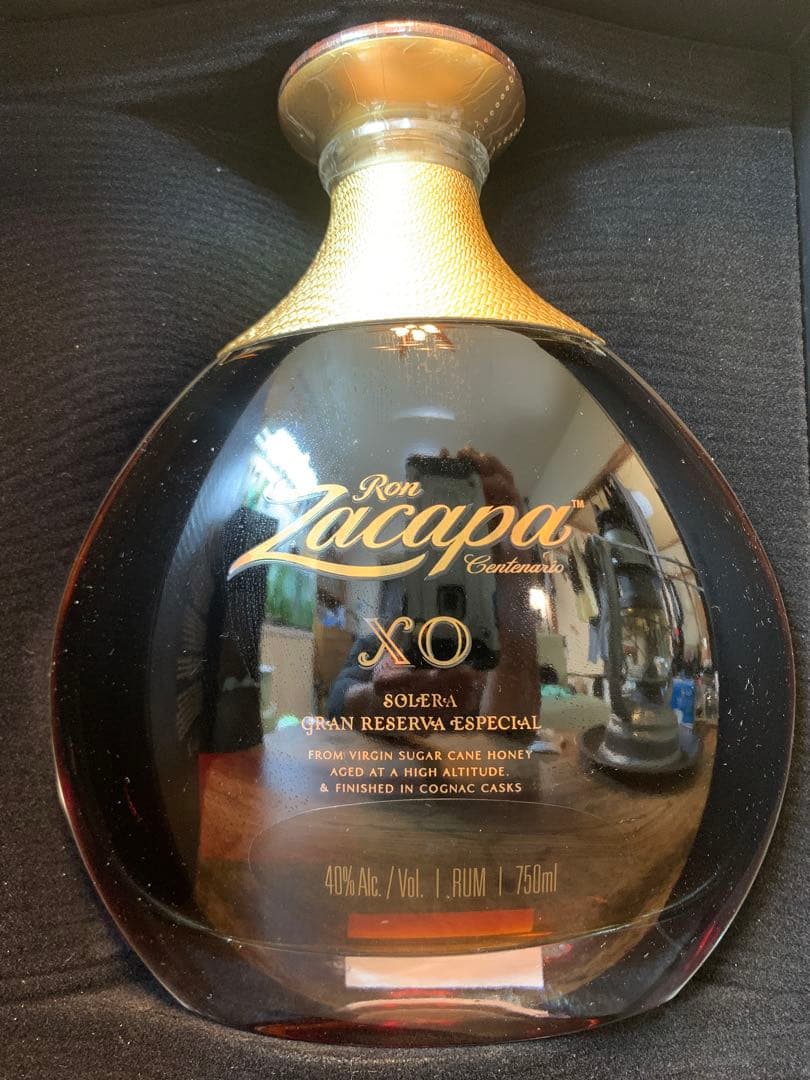 Ron
Zacapa™
Centenario
XO
SOLERA
GRAN RESERVA ESPECIAL
FROM VIRGIN SUGAR CANE HONEY
AGED AT A HIGH ALTITUDE,
& FINISHED IN COGNAC CASKS
40% Alc. / Vol. | RUM | 750ml